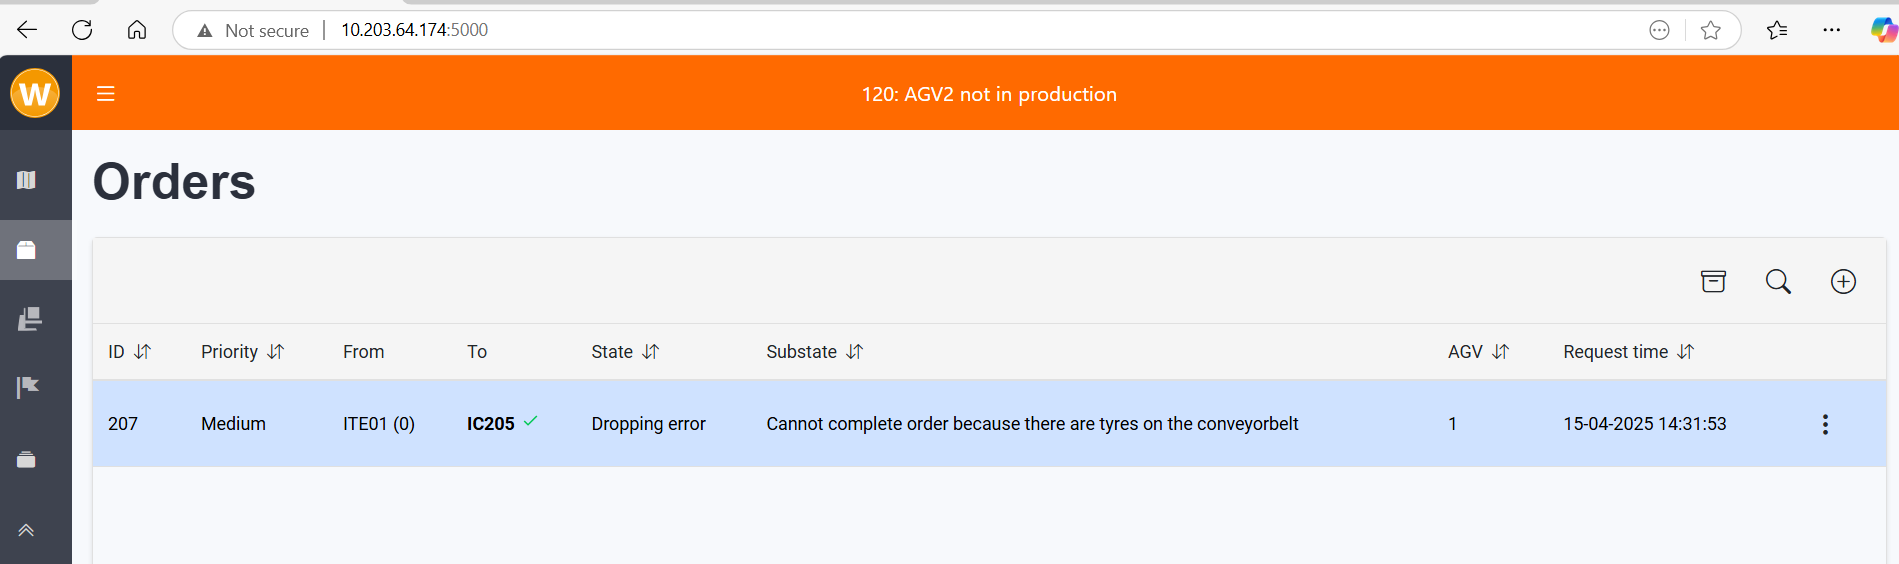 Not secure 10.203.64.174:5000
W
120: AGV2 not in production
Orders
ID Priority From To State Substate AGV Request time
207 Medium ITE01 (0) IC205 Dropping error Cannot complete order because there are tyres on the conveyorbelt 1 15-04-2025 14:31:53